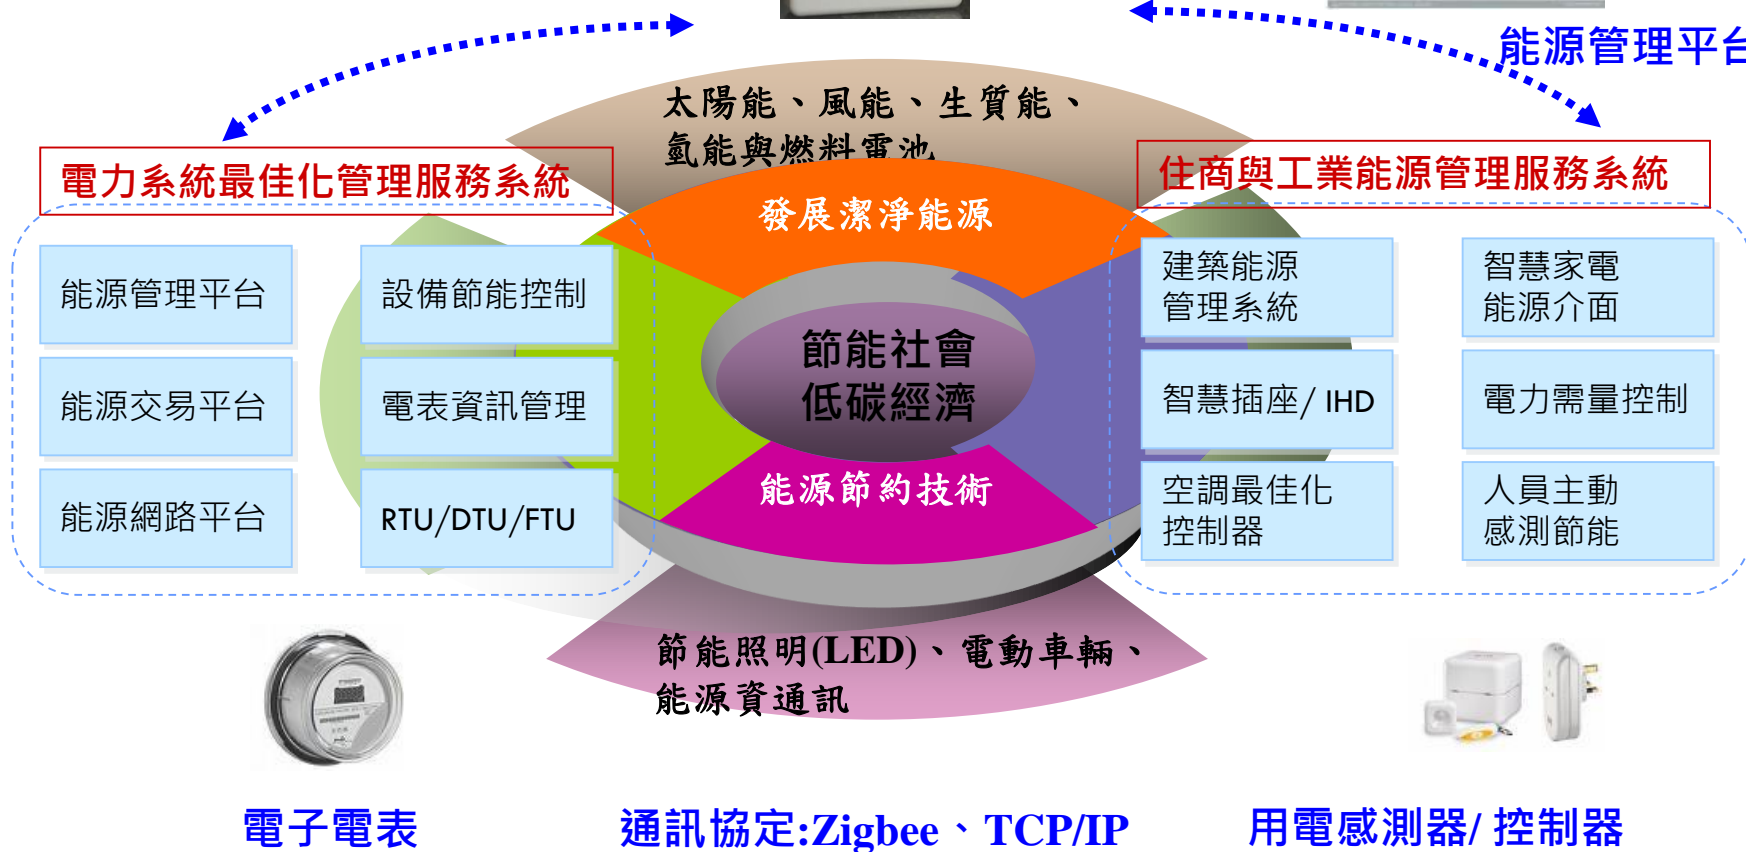 能源管理平台
太陽能、風能、生質能、
氫能與燃料電池
電力系統最佳化管理服務系統
住商與工業能源管理服務系統
發展潔淨能源
能源管理平台
設備節能控制
能源交易平台
電表資訊管理
能源網路平台
RTU/DTU/FTU
節能社會
低碳經濟
能源節約技術
建築能源
管理系統
智慧家電
能源介面
智慧插座/ IHD
電力需量控制
空調最佳化
控制器
人員主動
感測節能
節能照明(LED)、電動車輛、
能源資通訊
電子電表
通訊協定:Zigbee、TCP/IP
用電感測器/ 控制器